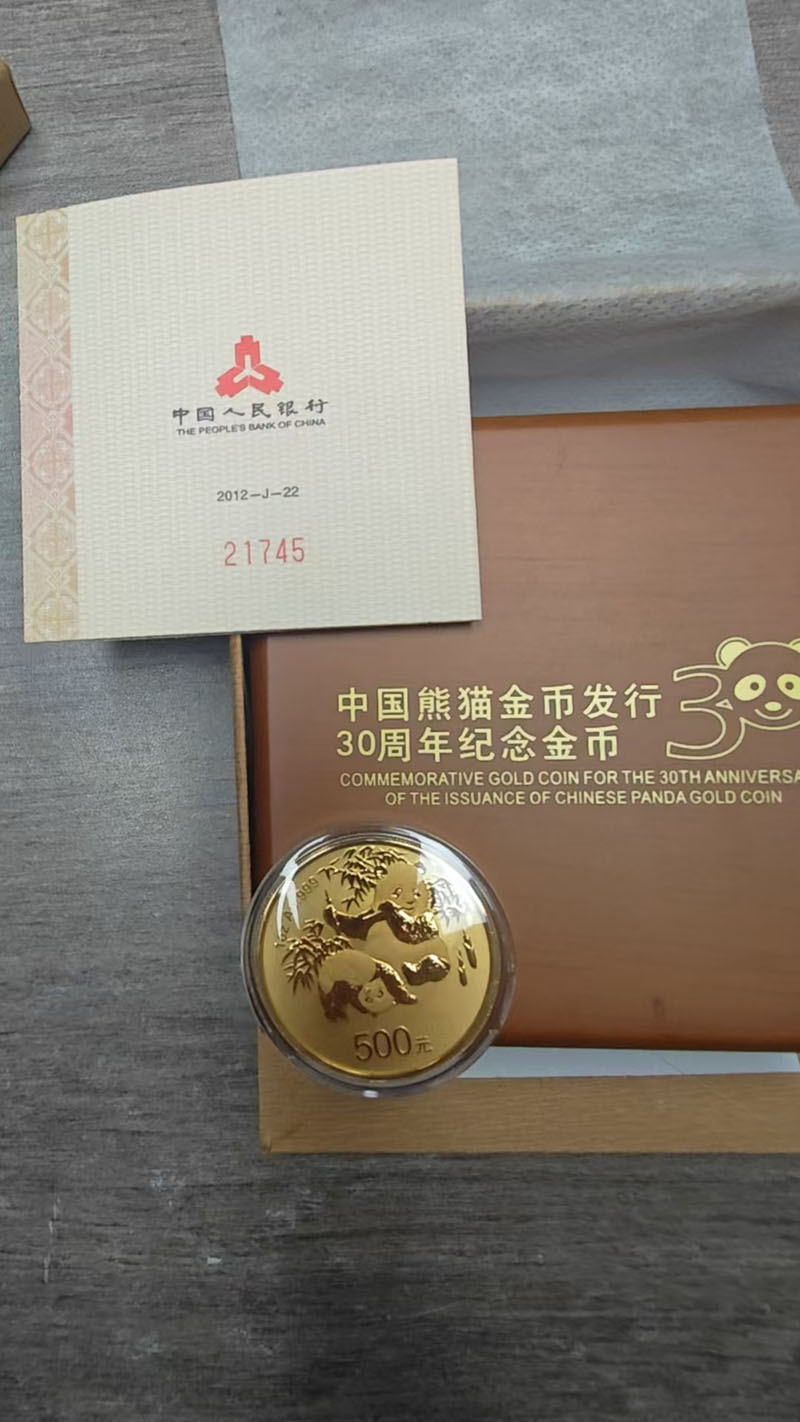 中国人民银行
THE PEOPLE'S BANK OF CHINA
2012-J-22
21745
中国熊猫金币发行
30周年纪念金币
30
COMMEMORATIVE GOLD COIN FOR THE 30TH
OF THE ISSUANCE OF CHINESE PANDA GOLD COIN
500元